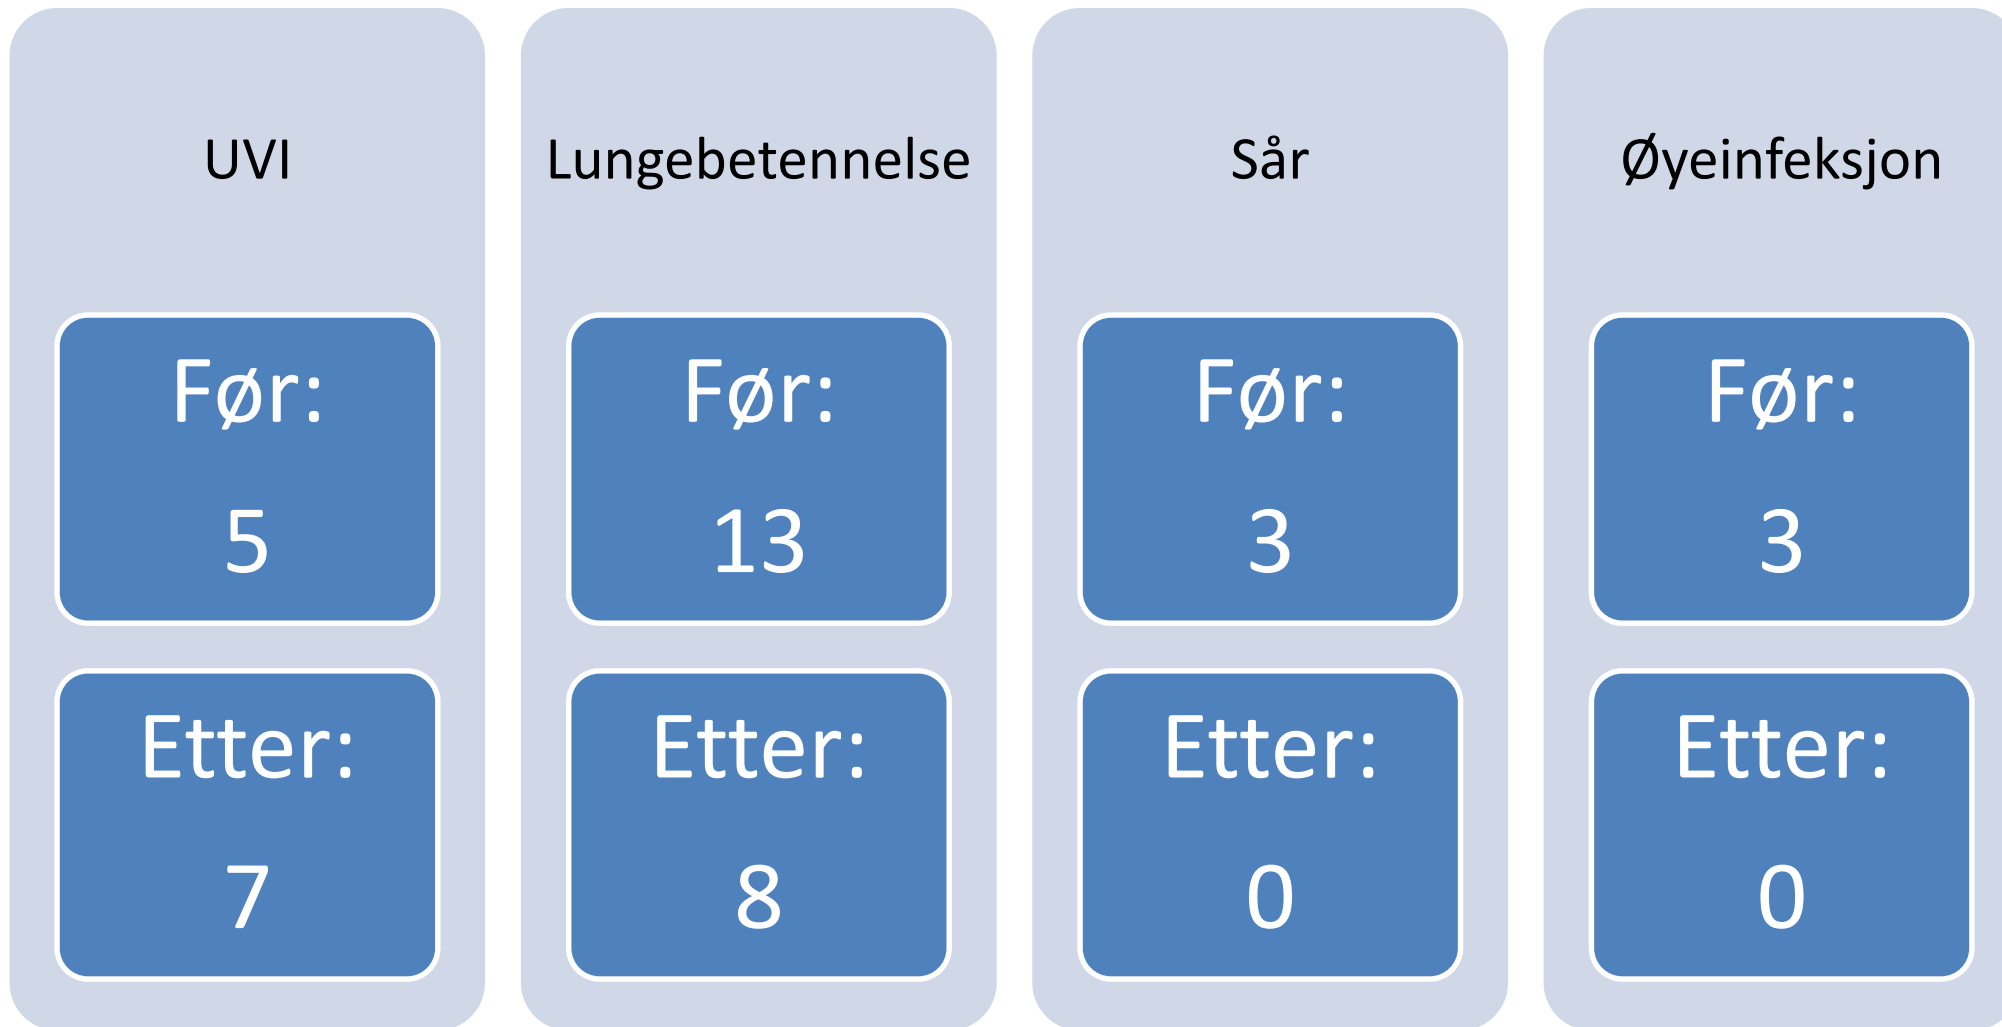 UVI
Før:
5
Etter:
7
Lungebetennelse
Før:
13
Etter:
8
Sår
Før:
3
Etter:
0
Øyeinfeksjon
Før:
3
Etter:
0